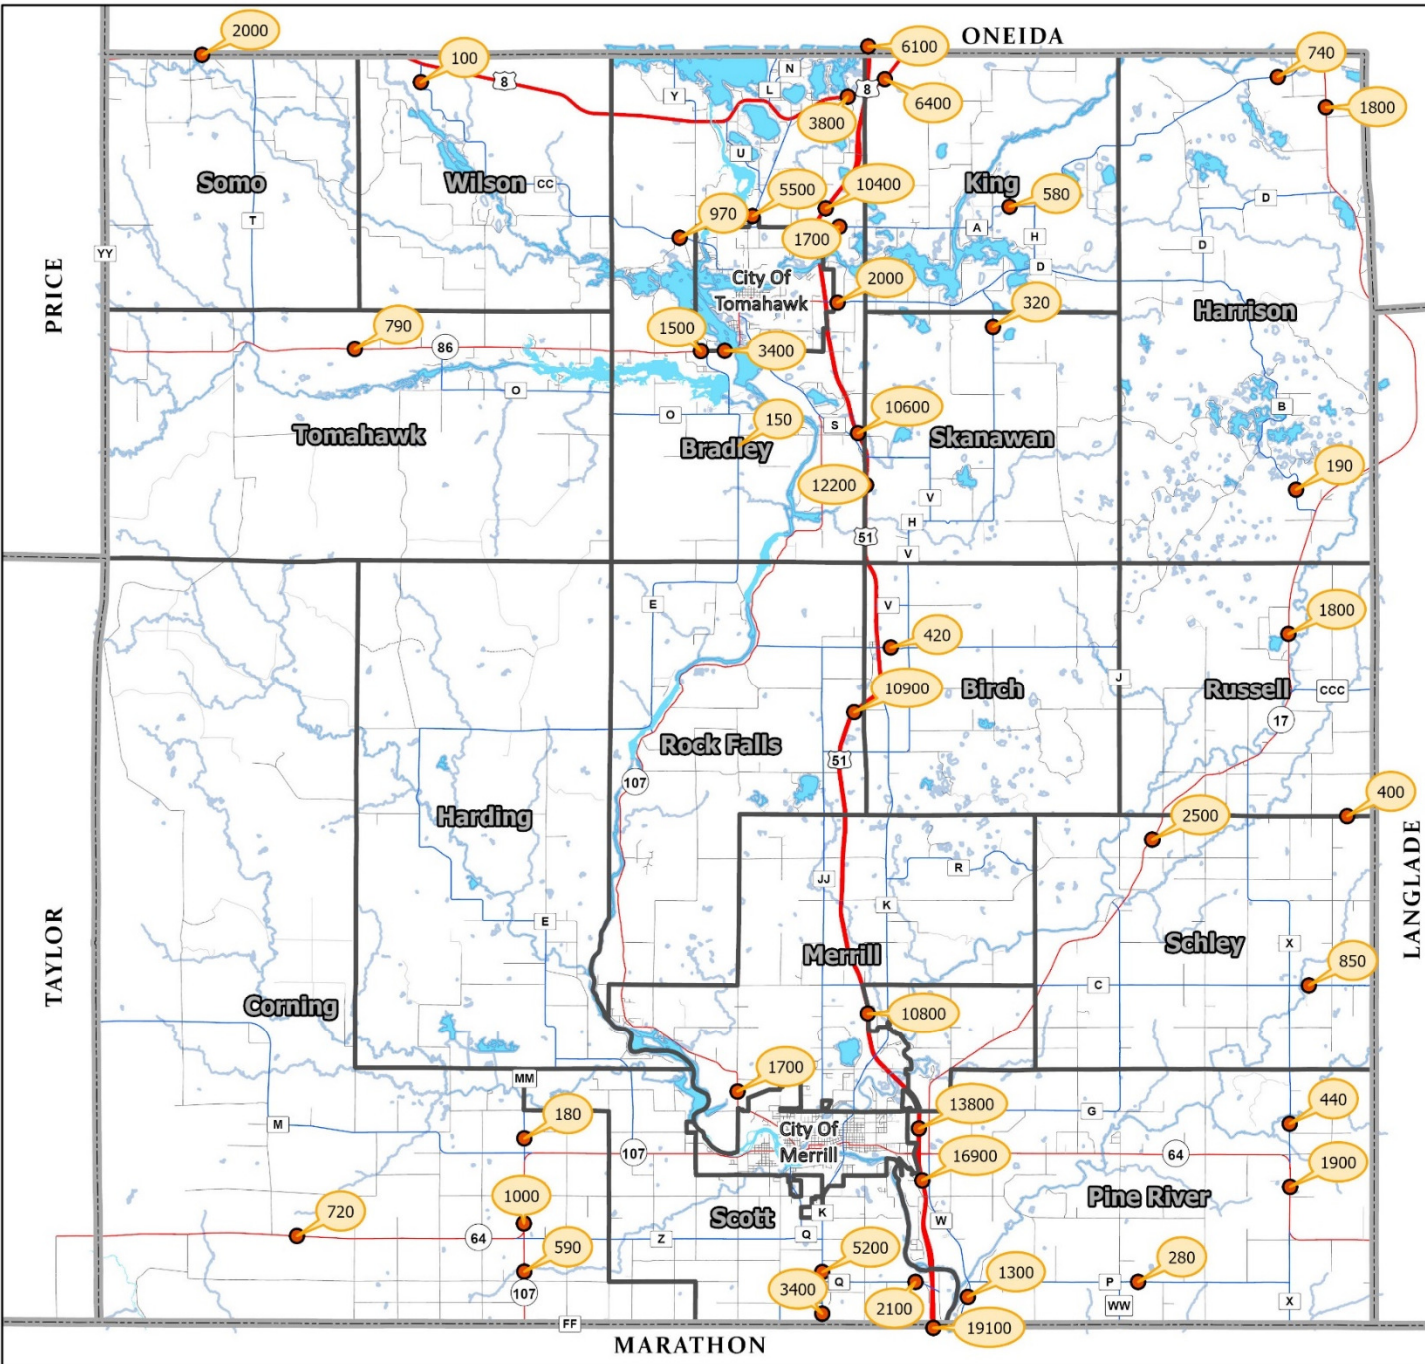 ONEIDA
2000
100
6100
740
8
N
8
6400
1800
Y
L
3800
U
Somo
Wilson
CC
5500
10400
King
580
D
T
970
1700
A
H
D
YY
D
PRICE
City Of
Tomahawk
2000
320
Harrison
790
86
1500
3400
O
O
150
S
10600
B
Tomahawk
Bradley
Skanawan
190
12200
V
H
51
V
E
V
1800
420
J
10900
Birch
Russell
CCC
17
Rock Falls
51
107
400
Harding
2500
LANGLADE
R
JJ
K
TAYLOR
E
Merrill
Schley
X
850
C
Corning
10800
1700
MM
13800
440
180
G
M
City Of
Merrill
107
16900
64
1900
1000
Pine River
720
Scott
K
W
64
Z
Q
590
5200
280
1300
107
3400
Q
2100
P
WW
X
FF
19100
MARATHON